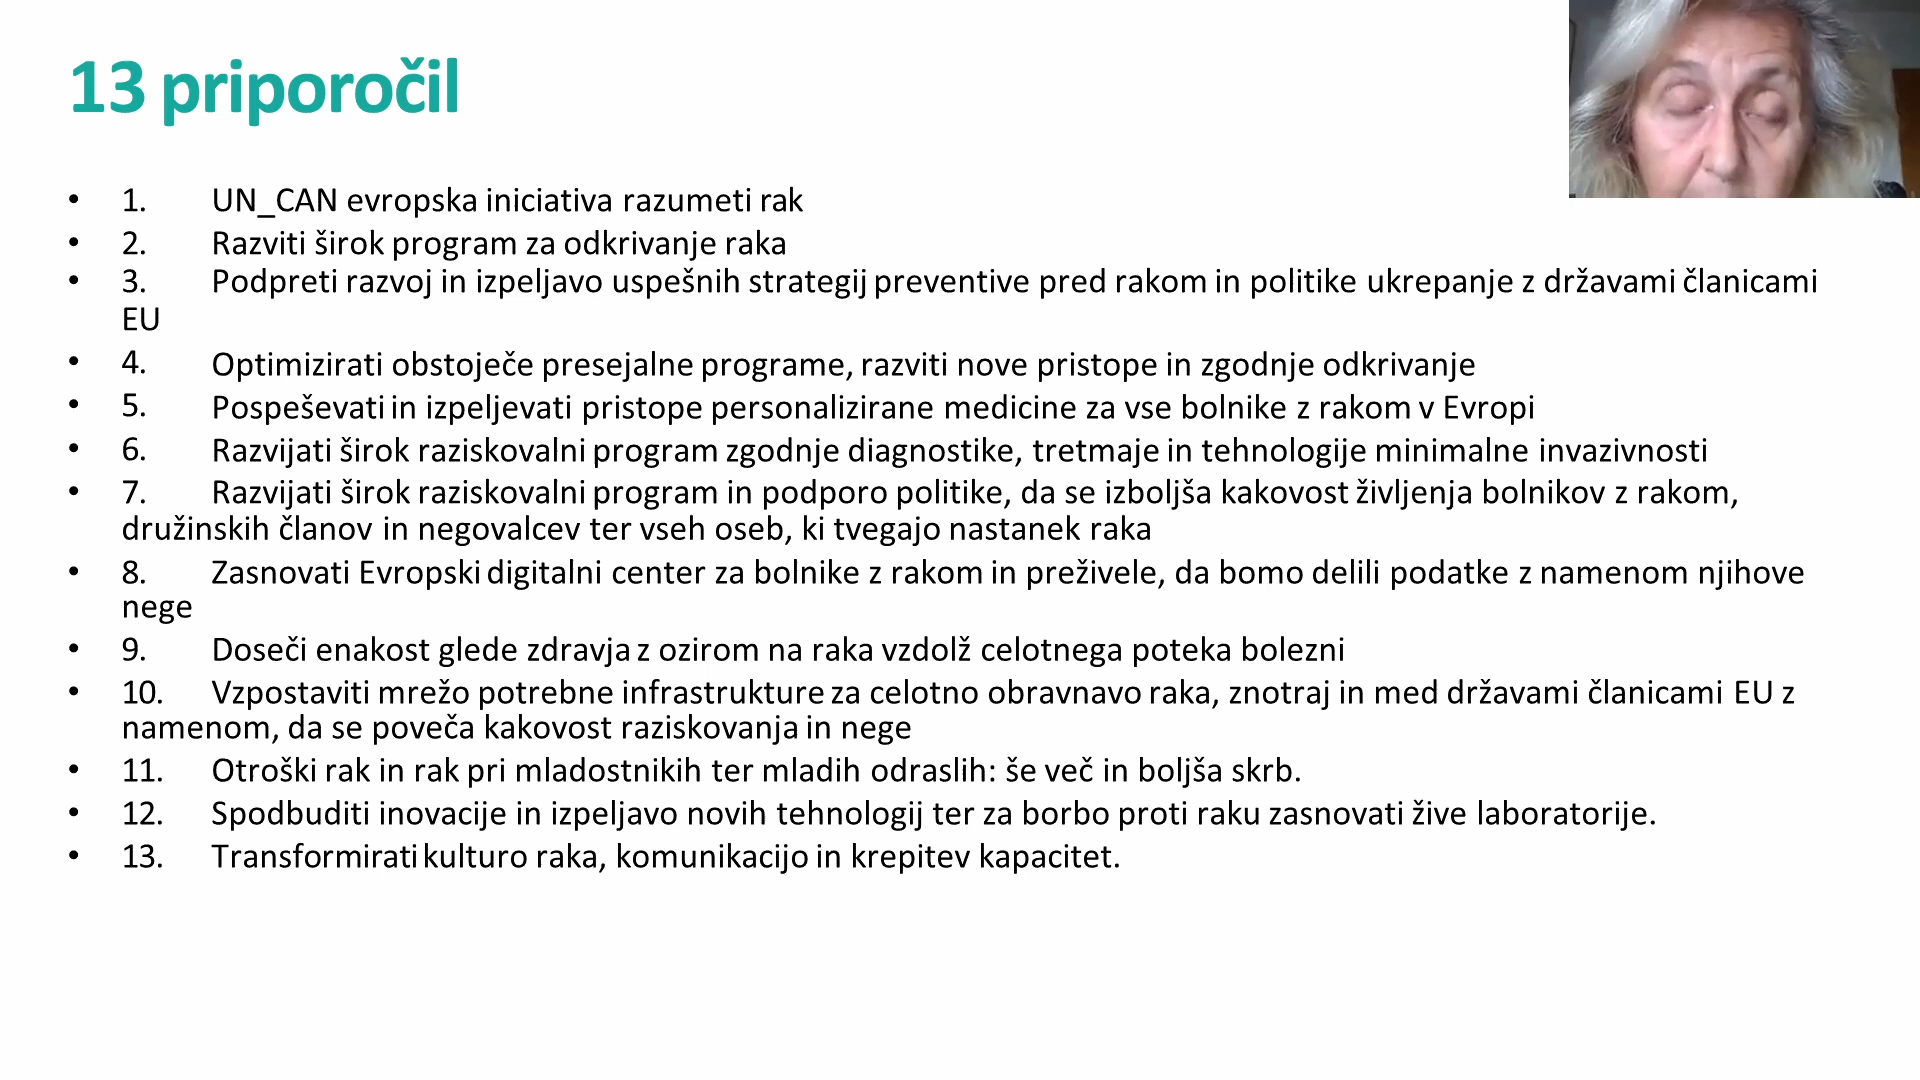 13 priporočil
• 1. UN_CAN evropska iniciativa razumeti rak
• 2. Razviti širok program za odkrivanje raka
• 3. Podpreti razvoj in izpeljavo uspešnih strategij preventive pred rakom in politike ukrepanje z državami članicami
EU
• 4. Optimizirati obstoječe presejalne programe, razviti nove pristope in zgodnje odkrivanje
• 5. Pospeševati in izpeljevati pristope personalizirane medicine za vse bolnike z rakom v Evropi
• 6. Razvijati širok raziskovalni program zgodnje diagnostike, tretmaje in tehnologije minimalne invazivnosti
• 7. Razvijati širok raziskovalni program in podporo politike, da se izboljša kakovost življenja bolnikov z rakom,
družinskih članov in negovalcev ter vseh oseb, ki tvegajo nastanek raka
• 8. Zasnovati Evropski digitalni center za bolnike z rakom in preživele, da bomo delili podatke z namenom njihove
nege
• 9. Doseči enakost glede zdravja z ozirom na raka vzdolž celotnega poteka bolezni
• 10. Vzpostaviti mrežo potrebne infrastrukture za celotno obravnavo raka, znotraj in med državami članicami EU z
namenom, da se poveča kakovost raziskovanja in nege
• 11. Otroški rak in rak pri mladostnikih ter mladih odraslih: še več in boljša skrb.
• 12. Spodbuditi inovacije in izpeljavo novih tehnologij ter za borbo proti raku zasnovati žive laboratorije.
• 13. Transformirati kulturo raka, komunikacijo in krepitev kapacitet.